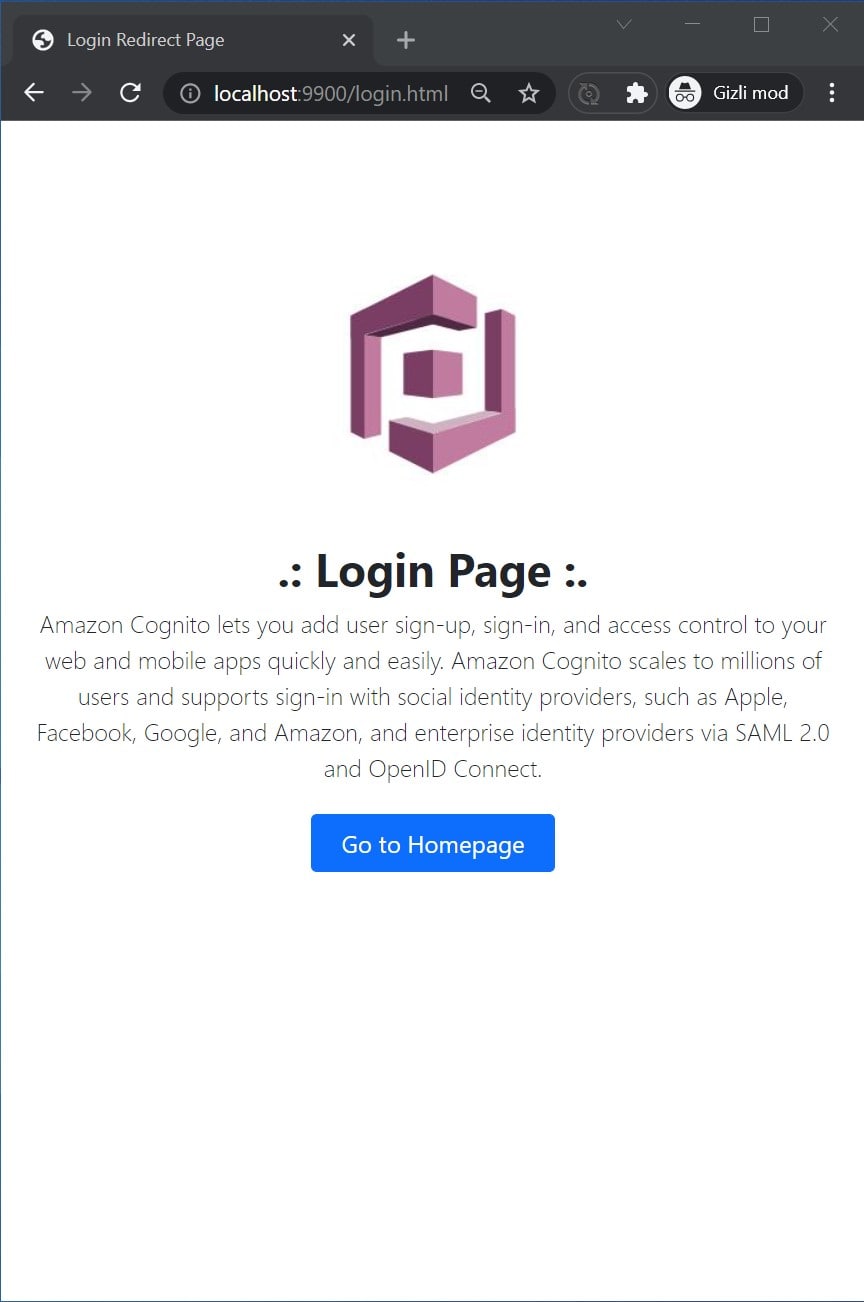 Login Redirect Page
localhost:9900/login.html
Gizli mod
.: Login Page :.
Amazon Cognito lets you add user sign-up, sign-in, and access control to your
web and mobile apps quickly and easily. Amazon Cognito scales to millions of
users and supports sign-in with social identity providers, such as Apple,
Facebook, Google, and Amazon, and enterprise identity providers via SAML 2.0
and OpenID Connect.
Go to Homepage